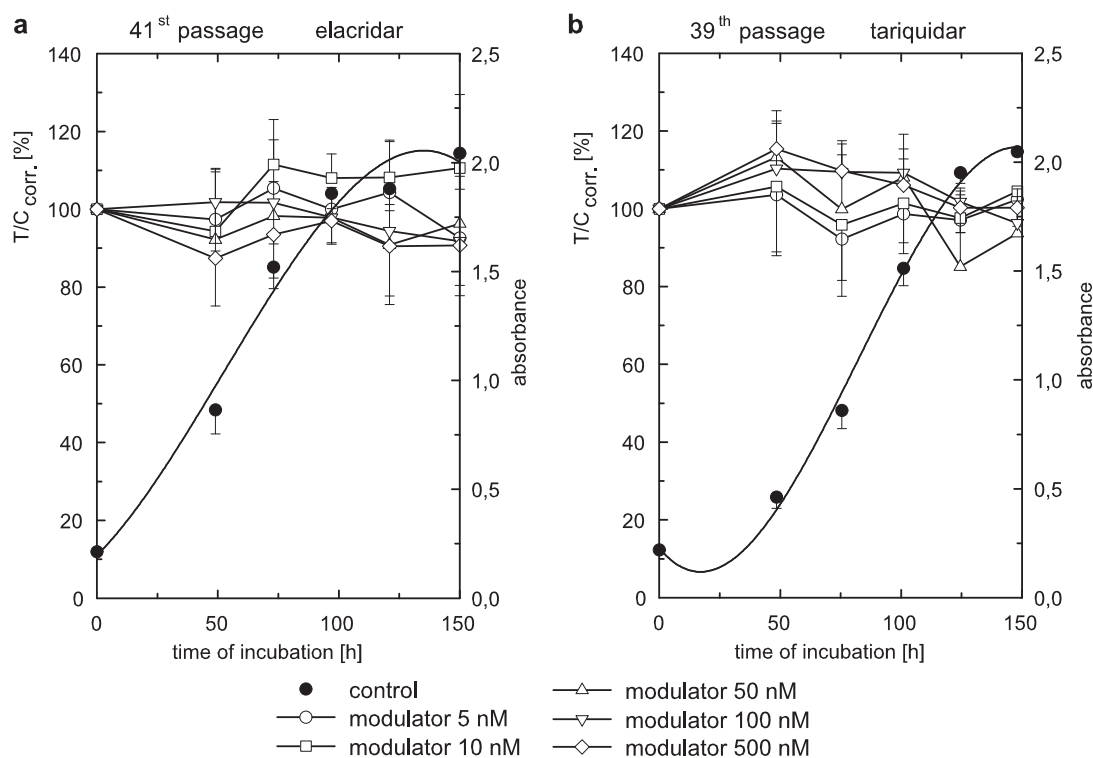 a 41st passage elacridar
140
120
100
80
60
40
20
0
T/C corr. [%]
2,5
2,0
1,5
1,0
0,5
0,0
absorbance
0 50 100 150
time of incubation [h]
b 39th passage tariquidar
140
120
100
80
60
40
20
0
T/C corr. [%]
2,5
2,0
1,5
1,0
0,5
0,0
absorbance
0 50 100 150
time of incubation [h]
control
modulator 5 nM
modulator 10 nM
modulator 50 nM
modulator 100 nM
modulator 500 nM